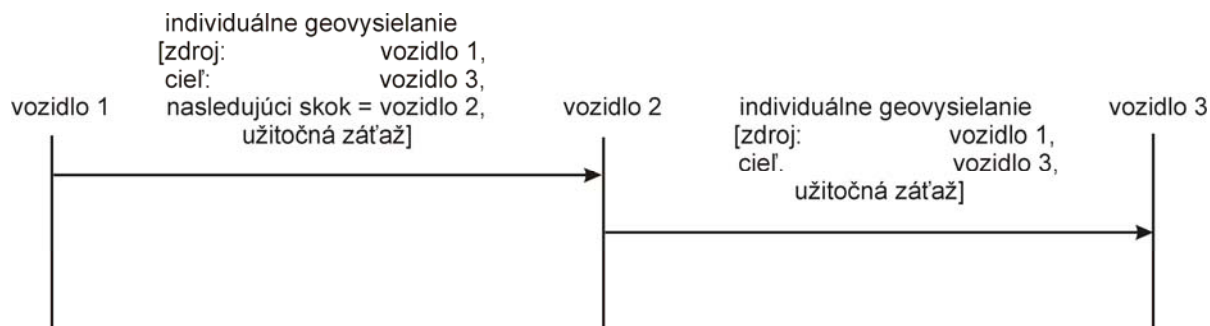 individuálne geovysielanie
[zdroj: vozidlo 1,
cieľ: vozidlo 3,
vozidlo 1 nasledujúci skok = vozidlo 2, vozidlo 2 individuálne geovysielanie vozidlo 3
užitočná záťaž] [zdroj: vozidlo 1,
cieľ. vozidlo 3,
užitočná záťaž]